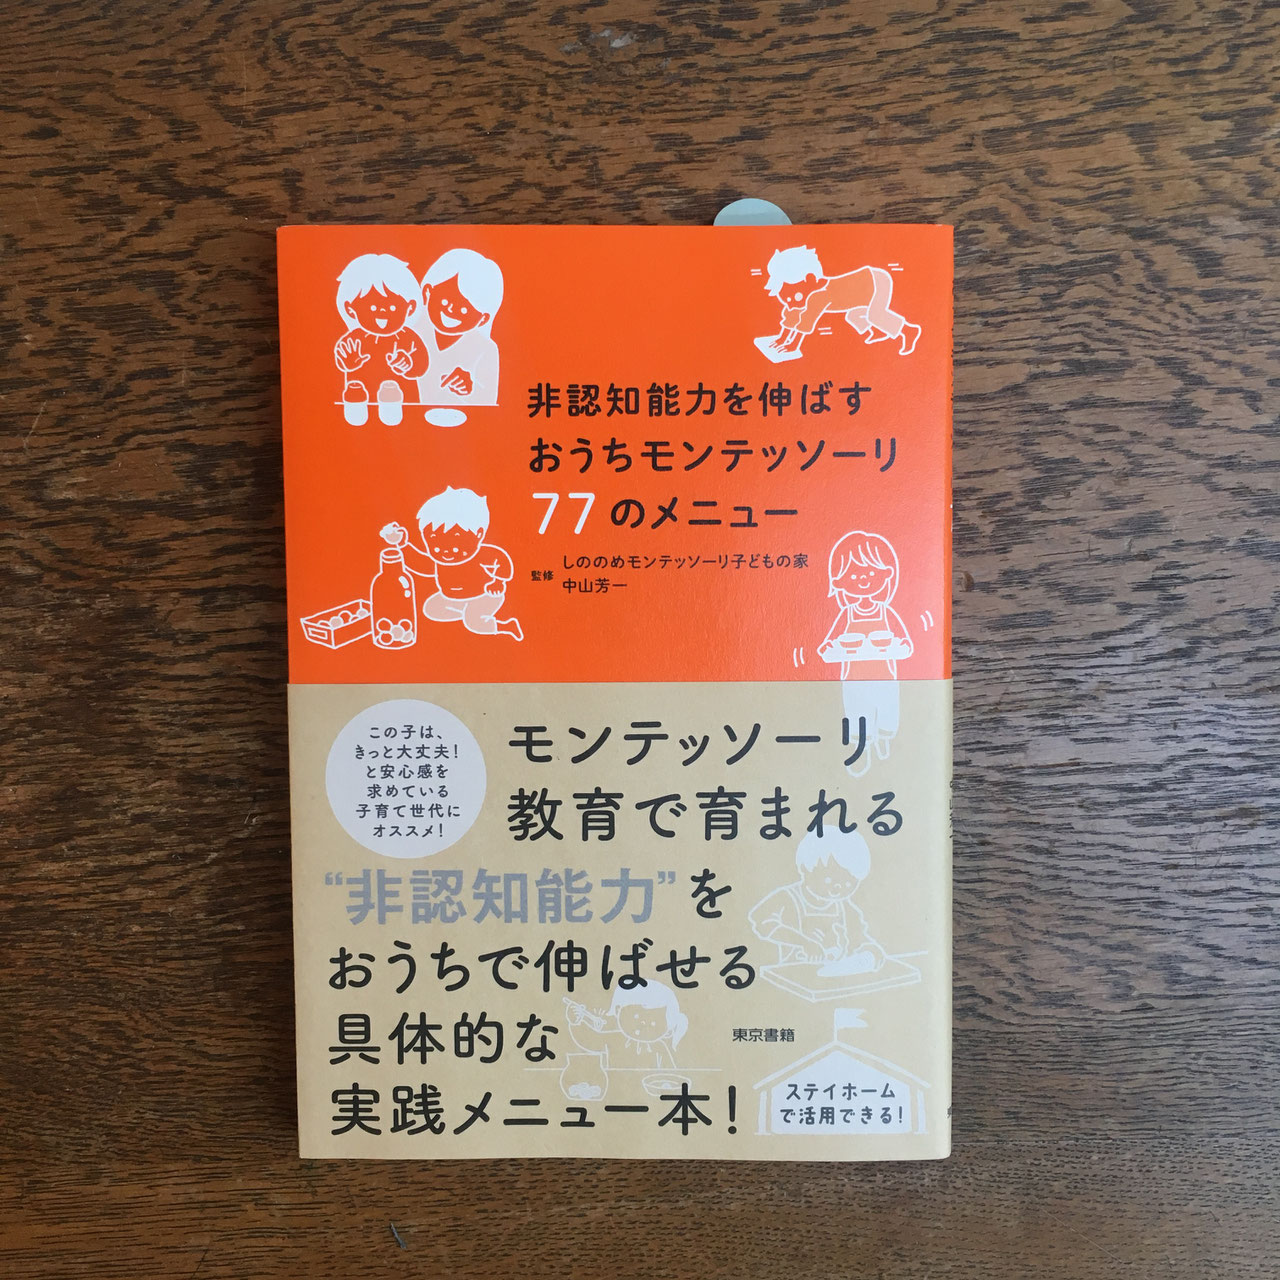 非認知能力を伸ばす
おうちモンテッソーリ
77のメニュー
監修
しののめモンテッソーリ子どもの家
中山芳一
この子は、
きっと大丈夫！
と安心感を
求めている
子育て世代に
オススメ！
モンテッソーリ
教育で育まれる
“非認知能力”を
おうちで伸ばせる
具体的な
実践メニュー本！
東京書籍
ステイホーム
で活用できる！